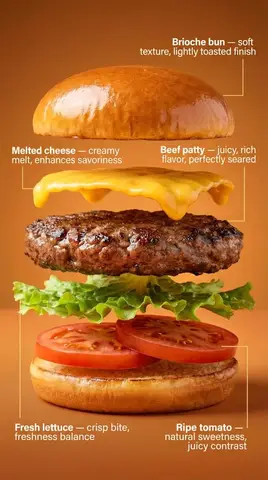 Brioche bun — soft
texture, lightly toasted finish
Melted cheese — creamy
melt, enhances savoriness
Beef patty — juicy, rich
flavor, perfectly seared
Fresh lettuce — crisp bite,
freshness balance
Ripe tomato —
natural sweetness,
juicy contrast